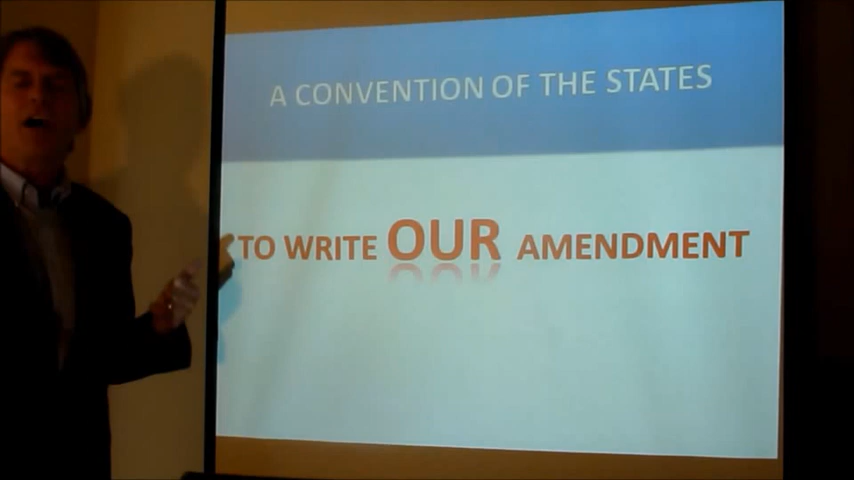 A CONVENTION OF THE STATES
TO WRITE OUR AMENDMENT